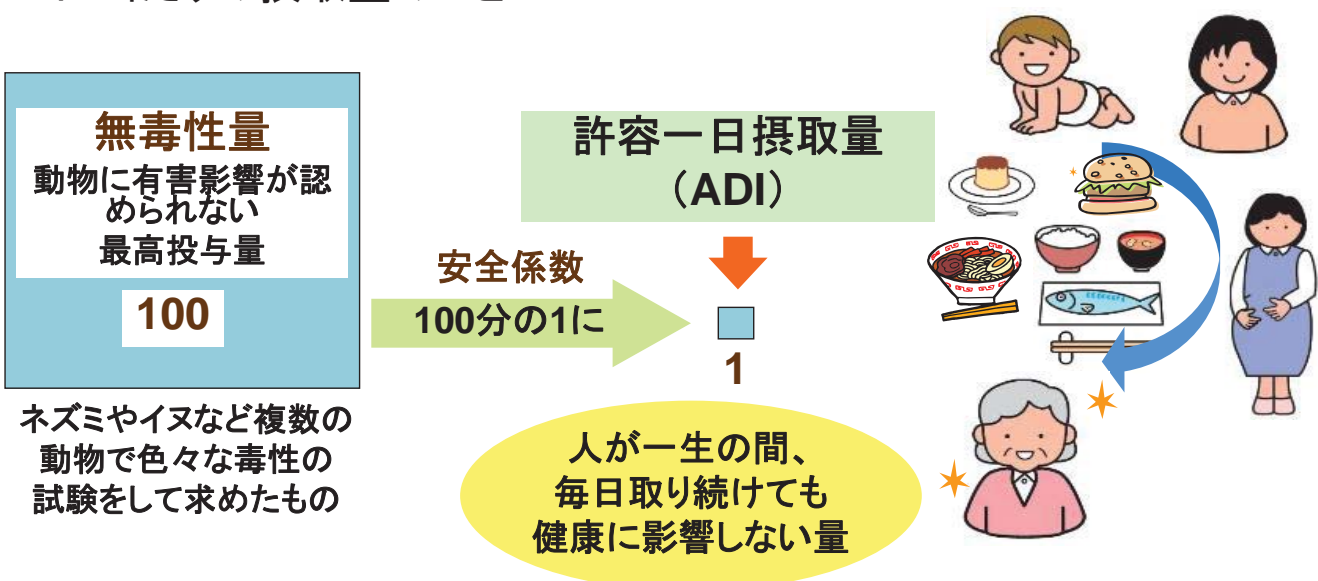 無毒性量
動物に有害影響が認
められない
最高投与量
100
ネズミやイヌなど複数の
動物で色々な毒性の
試験をして求めたもの
安全係数
100分の1に
許容一日摂取量
（ADI）
1
人が一生の間、
毎日取り続けても
健康に影響しない量